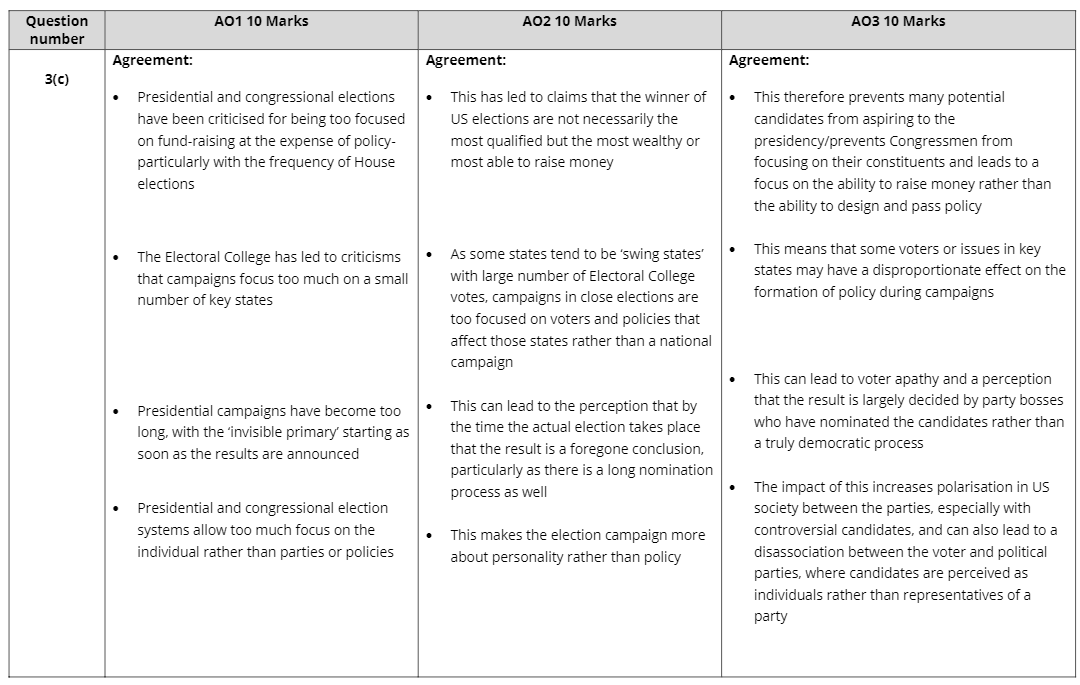 Question number
AO1 10 Marks
AO2 10 Marks
AO3 10 Marks
3(c)
Agreement:
• Presidential and congressional elections
have been criticised for being too focused
on fund-raising at the expense of policy-
particularly with the frequency of House
elections
• The Electoral College has led to criticisms
that campaigns focus too much on a small
number of key states
• Presidential campaigns have become too
long, with the ‘invisible primary’ starting as
soon as the results are announced
• Presidential and congressional election
systems allow too much focus on the
individual rather than parties or policies
Agreement:
• This has led to claims that the winner of
US elections are not necessarily the
most qualified but the most wealthy or
most able to raise money
• As some states tend to be ‘swing states’
with large number of Electoral College
votes, campaigns in close elections are
too focused on voters and policies that
affect those states rather than a national
campaign
• This can lead to the perception that by
the time the actual election takes place
that the result is a foregone conclusion,
particularly as there is a long nomination
process as well
• This makes the election campaign more
about personality rather than policy
Agreement:
• This therefore prevents many potential
candidates from aspiring to the
presidency/prevents Congressmen from
focusing on their constituents and leads to a
focus on the ability to raise money rather than
the ability to design and pass policy
• This means that some voters or issues in key
states may have a disproportionate effect on the
formation of policy during campaigns
• This can lead to voter apathy and a perception
that the result is largely decided by party bosses
who have nominated the candidates rather than
a truly democratic process
• The impact of this increases polarisation in US
society between the parties, especially with
controversial candidates, and can also lead to a
disassociation between the voter and political
parties, where candidates are perceived as
individuals rather than representatives of a
party